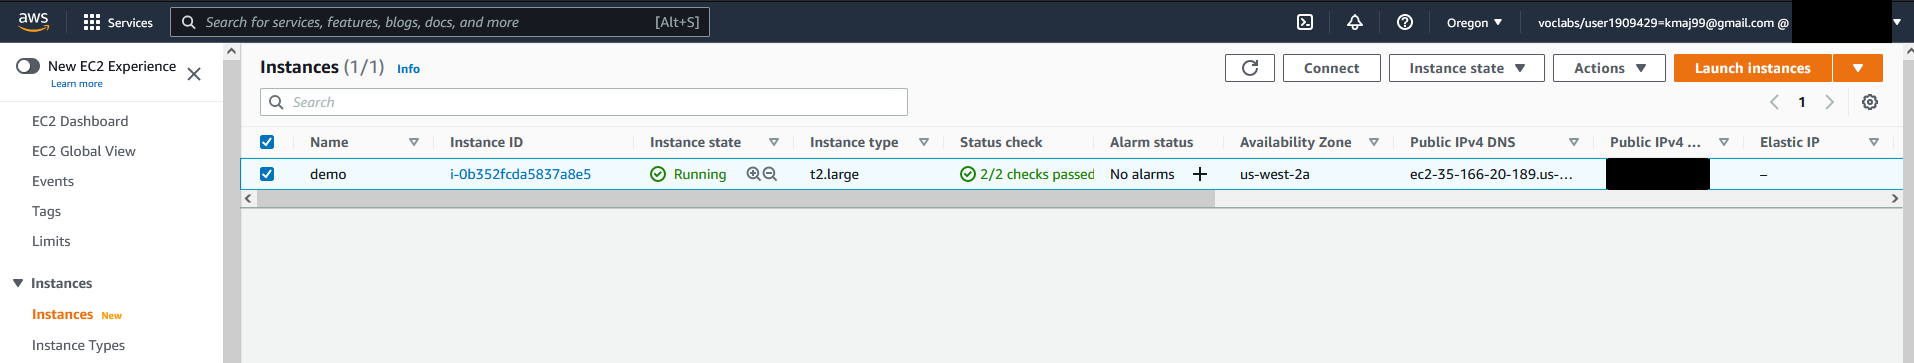 aws Services Search for services, features, blogs, docs, and more [Alt+S] Oregon ▼ voclabs/user1909429=kmaj99@gmail.com @
New EC2 Experience
Learn more
EC2 Dashboard
EC2 Global View
Events
Tags
Limits
Instances
Instances New
Instance Types
Instances (1/1) Info Connect Instance state ▼ Actions ▼ Launch instances ▼
Search 1
Name Instance ID Instance state Instance type Status check Alarm status Availability Zone Public IPv4 DNS Public IPv4 ... Elastic IP
demo i-0b352fcda5837a8e5 Running t2.large 2/2 checks passed No alarms + us-west-2a ec2-35-166-20-189.us-... –